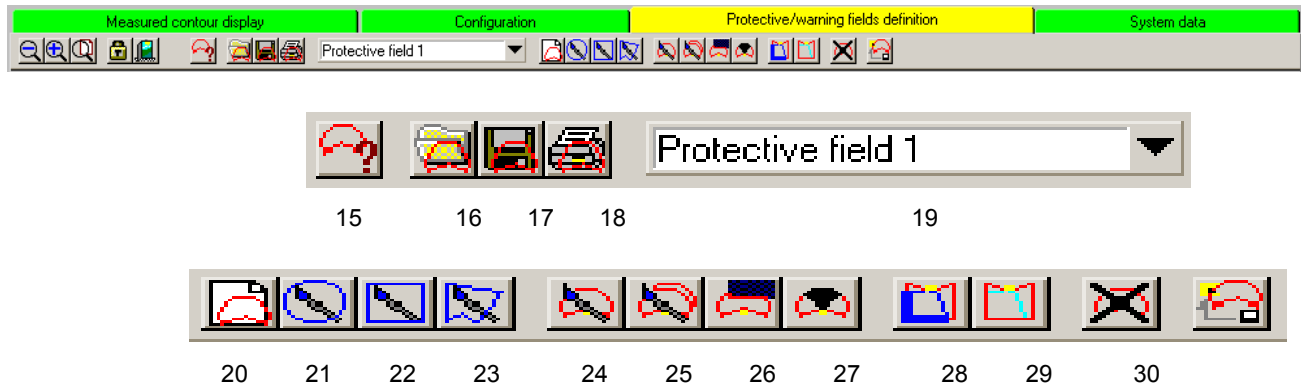 Measured contour display Configuration Protective/warning fields definition System data
Protective field 1
Protective field 1
15 16 17 18 19
20 21 22 23 24 25 26 27 28 29 30